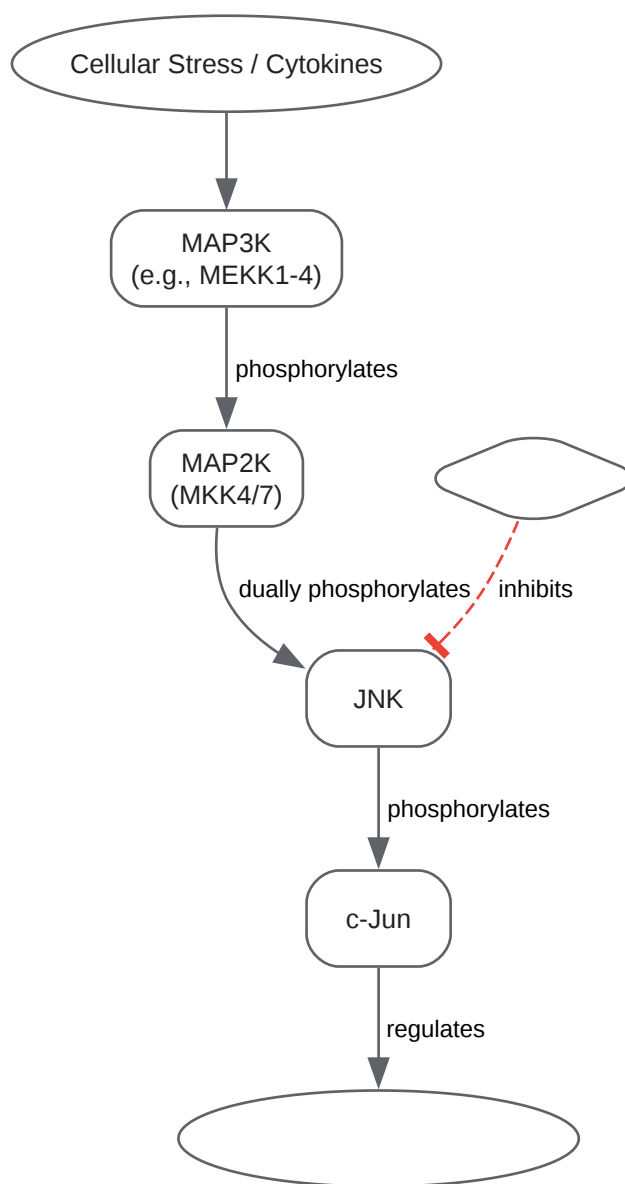 Cellular Stress / Cytokines
MAP3K
(e.g., MEKK1-4)
phosphorylates
MAP2K
(MKK4/7)
dually phosphorylates
inhibits
JNK
phosphorylates
c-Jun
regulates